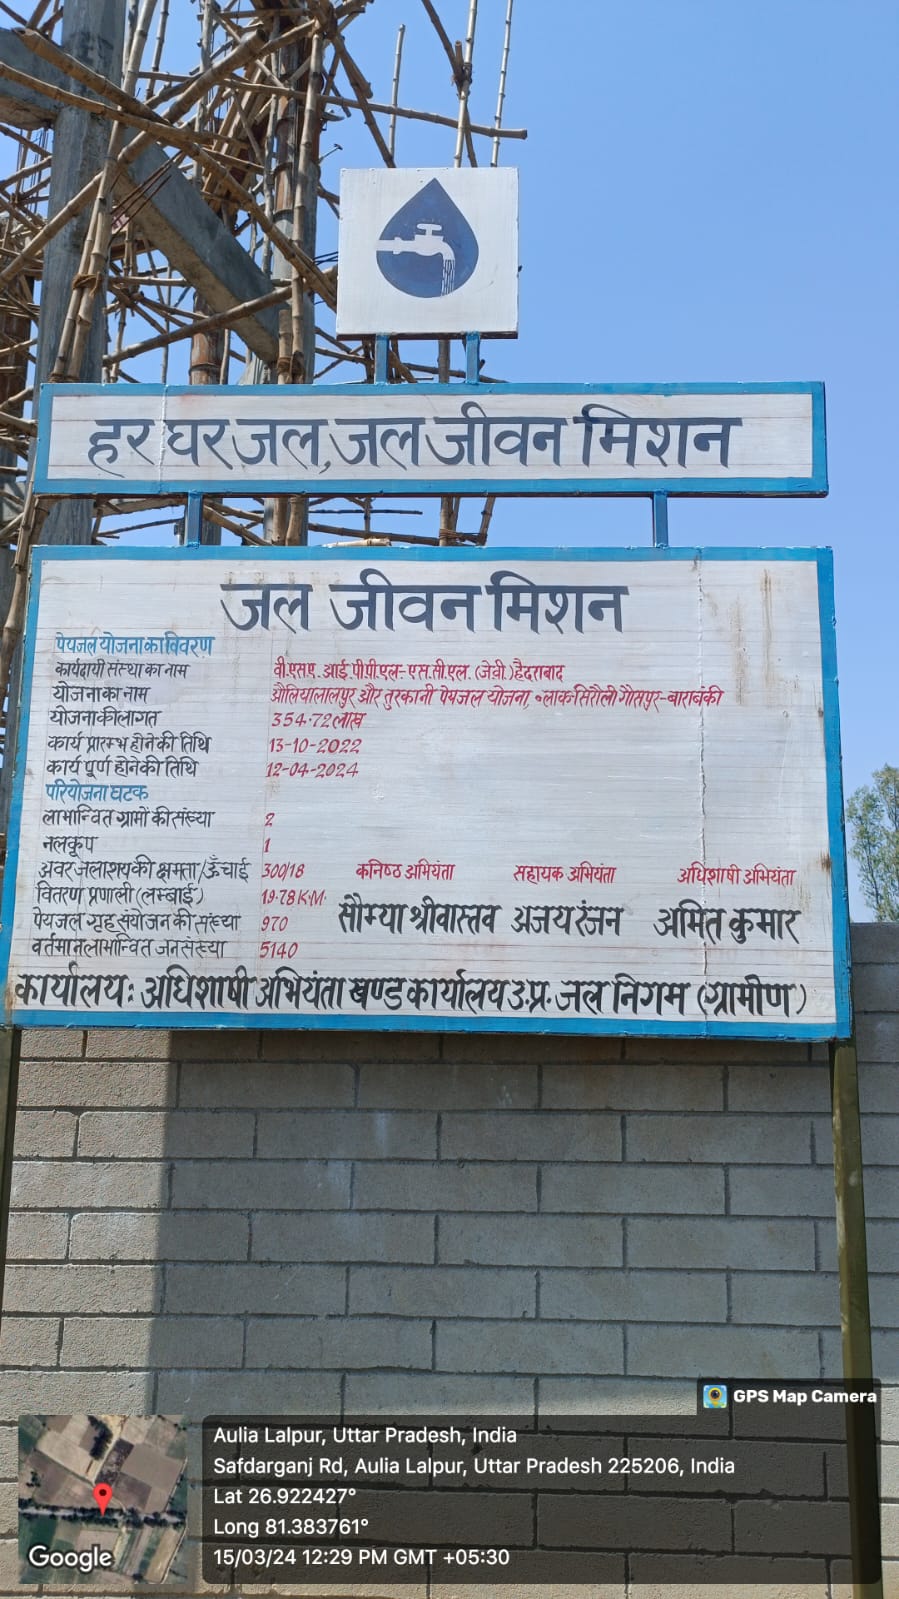 हर घर जल, जल जीवन मिशन
जल जीवन मिशन
पेयजल योजना का विवरण
कार्यदायी संस्था का नाम वी.एस.ए. आई.पी.पी.एल.-एस.सी.एल. (जे.वी.) हैदराबाद
योजना का नाम औलियालालपुर और तुरकानी पेयजल योजना, ब्लाक-सिरौली गौसपुर-बाराबंकी
योजना की लागत 354.72 लाख
कार्य प्रारम्भ होने की तिथि 13-10-2022
कार्य पूर्ण होने की तिथि 12-04-2024
परियोजना घटक
लाभान्वित ग्रामों की संख्या 2
नलकूप 1
अवर जलाशय की क्षमता/ऊँचाई 300/18 कनिष्ठ अभियंता सहायक अभियंता अधिशाषी अभियंता
वितरण प्रणाली (लम्बाई) 19.78 K.M.
पेयजल गृह संयोजन की संख्या 970 सौम्या श्रीवास्तव अजय रंजन अमित कुमार
वर्तमान लाभान्वित जनसंख्या 5140
कार्यालय: अधिशाषी अभियंता खण्ड कार्यालय उ.प्र. जल निगम (ग्रामीण)
GPS Map Camera
Aulia Lalpur, Uttar Pradesh, India
Safdarganj Rd, Aulia Lalpur, Uttar Pradesh 225206, India
Lat 26.922427°
Long 81.383761°
15/03/24 12:29 PM GMT +05:30
Google